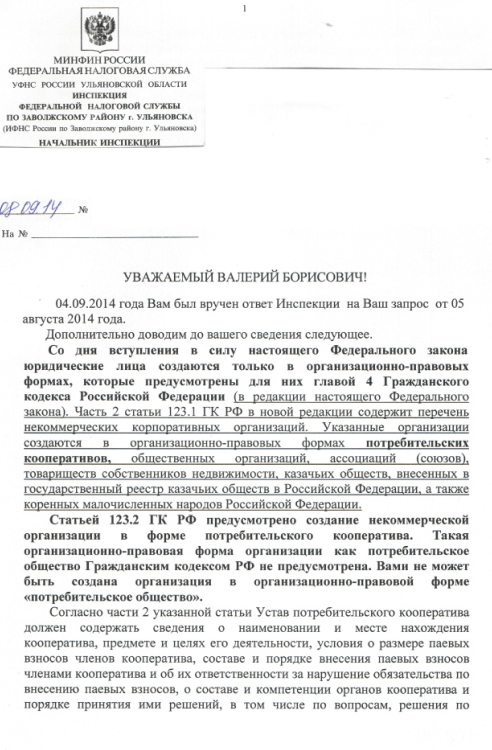 1
МИНФИН РОССИИ
ФЕДЕРАЛЬНАЯ НАЛОГОВАЯ СЛУЖБА
УФНС РОССИИ УЛЬЯНОВСКОЙ ОБЛАСТИ
ИНСПЕКЦИЯ
ФЕДЕРАЛЬНОЙ НАЛОГОВОЙ СЛУЖБЫ
ПО ЗАВОЛЖСКОМУ РАЙОНУ г. УЛЬЯНОВСКА
(ИФНС России по Заволжскому району г. Ульяновска)
НАЧАЛЬНИК ИНСПЕКЦИИ
08.09.14 №
На №
УВАЖАЕМЫЙ ВАЛЕРИЙ БОРИСОВИЧ!
04.09.2014 года Вам был вручен ответ Инспекции на Ваш запрос от 05
августа 2014 года.
Дополнительно доводим до вашего сведения следующее.
Со дня вступления в силу настоящего Федерального закона
юридические лица создаются только в организационно-правовых
формах, которые предусмотрены для них главой 4 Гражданского
кодекса Российской Федерации (в редакции настоящего Федерального
закона). Часть 2 статьи 123.1 ГК РФ в новой редакции содержит перечень
некоммерческих корпоративных организаций. Указанные организации
создаются в организационно-правовых формах потребительских
кооперативов, общественных организаций, ассоциаций (союзов),
товариществ собственников недвижимости, казачьих обществ, внесенных в
государственный реестр казачьих обществ в Российской Федерации, а также
коренных малочисленных народов Российской Федерации.
Статьей 123.2 ГК РФ предусмотрено создание некоммерческой
организации в форме потребительского кооператива. Такая
организационно-правовая форма организации как потребительское
общество Гражданским кодексом РФ не предусмотрена. Вами не может
быть создана организация в организационно-правовой форме
«потребительское общество».
Согласно части 2 указанной статьи Устав потребительского кооператива
должен содержать сведения о наименовании и месте нахождения
кооператива, предмете и целях его деятельности, условия о размере паевых
взносов членов кооператива, составе и порядке внесения паевых взносов
членами кооператива и об их ответственности за нарушение обязательства по
внесению паевых взносов, о составе и компетенции органов кооператива и
порядке принятия ими решений, в том числе по вопросам, решения по